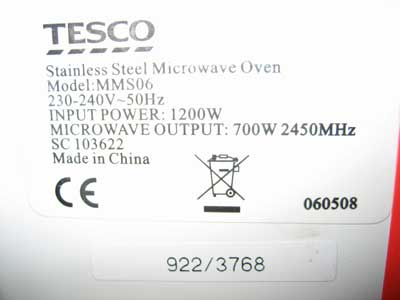 TESCO
Stainless Steel Microwave Oven
Model:MMS06
230-240V~50Hz
INPUT POWER: 1200W
MICROWAVE OUTPUT: 700W 2450MHz
SC 103622
Made in China
CE
060508
922/3768